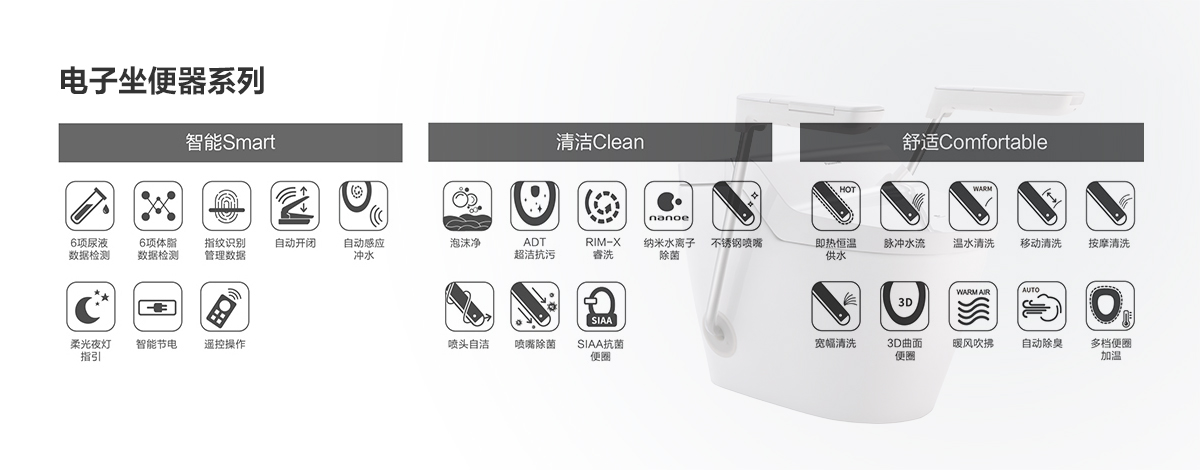 电子坐便器系列
智能Smart
6项尿液
数据检测
6项体脂
数据检测
指纹识别
管理数据
自动开闭
自动感应
冲水
柔光夜灯
指引
智能节电
遥控操作
清洁Clean
泡沫净
ADT
超洁抗污
RIM-X
睿洗
nanoe
纳米水离子
除菌
不锈钢喷嘴
喷头自洁
喷嘴除菌
SIAA
SIAA抗菌
便圈
舒适Comfortable
HOT
即热恒温
供水
脉冲水流
WARM
温水清洗
移动清洗
按摩清洗
宽幅清洗
3D
3D曲面
便圈
WARM AIR
暖风吹拂
AUTO
自动除臭
多档便圈
加温